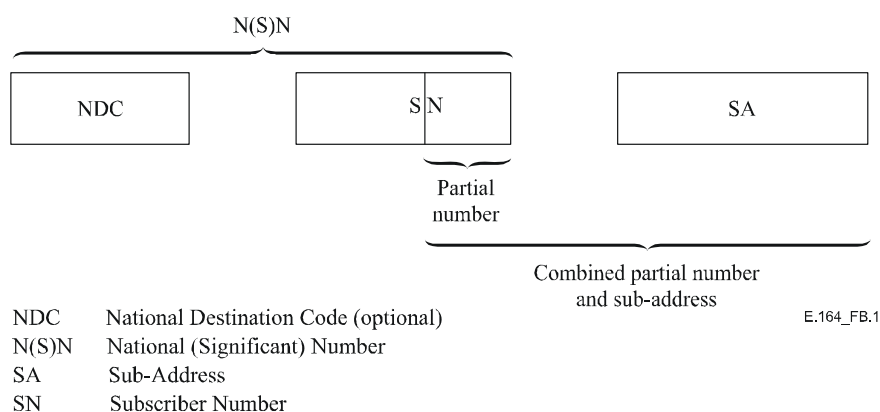 N(S)N
NDC
SN
SA
Partial
number
Combined partial number
and sub-address
NDC National Destination Code (optional)
E.164_FB.1
N(S)N National (Significant) Number
SA Sub-Address
SN Subscriber Number